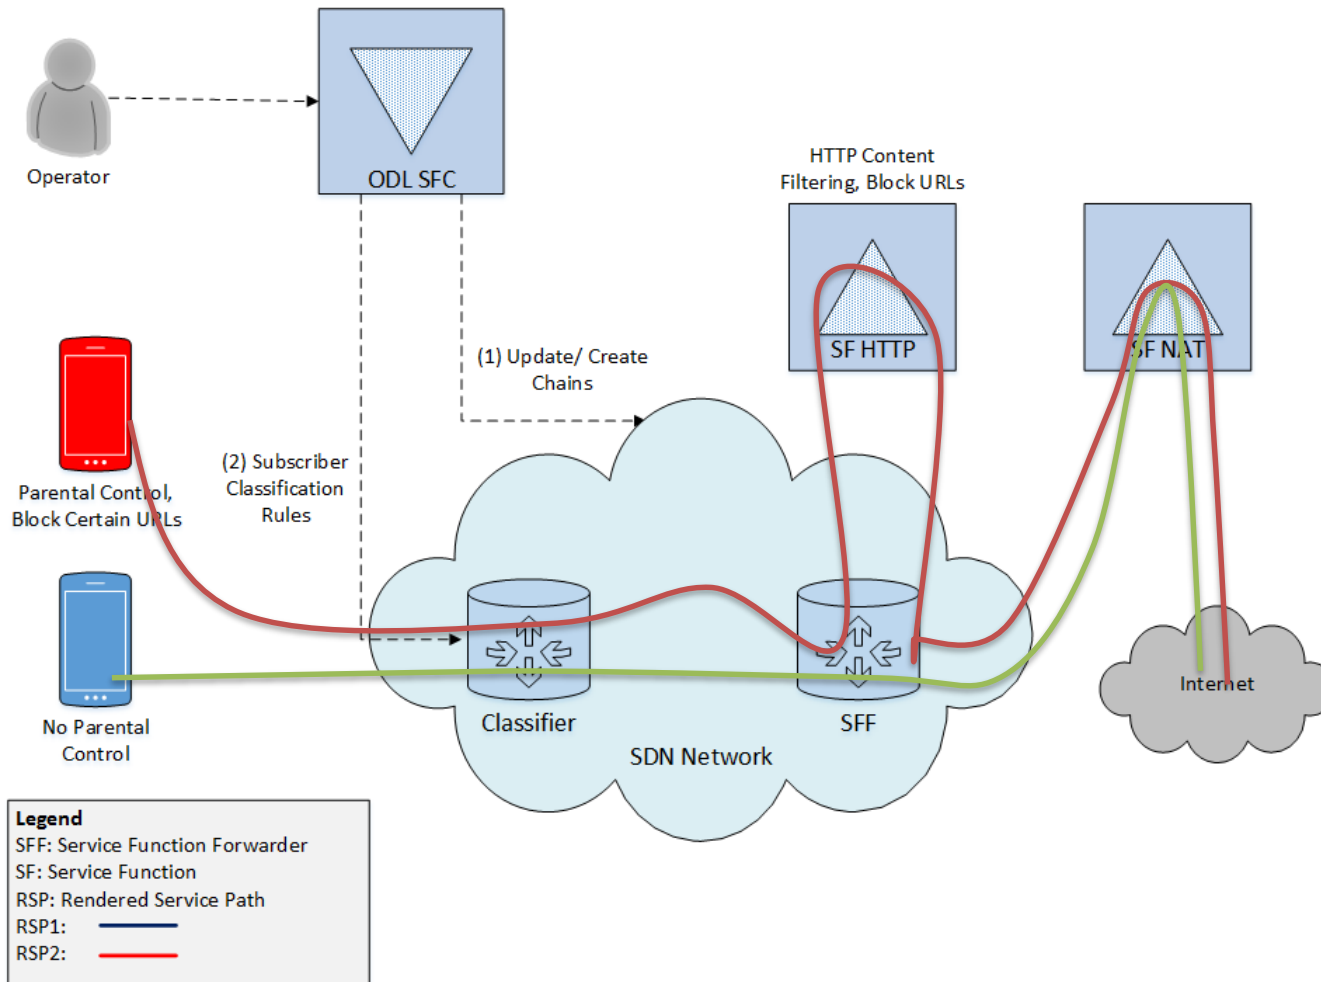 Operator
ODL SFC
HTTP Content
Filtering, Block URLs
SF HTTP
SF NAT
(1) Update/ Create
Chains
(2) Subscriber
Classification
Rules
Parental Control,
Block Certain URLs
No Parental
Control
Classifier
SFF
SDN Network
Internet
Legend
SFF: Service Function Forwarder
SF: Service Function
RSP: Rendered Service Path
RSP1:
RSP2: